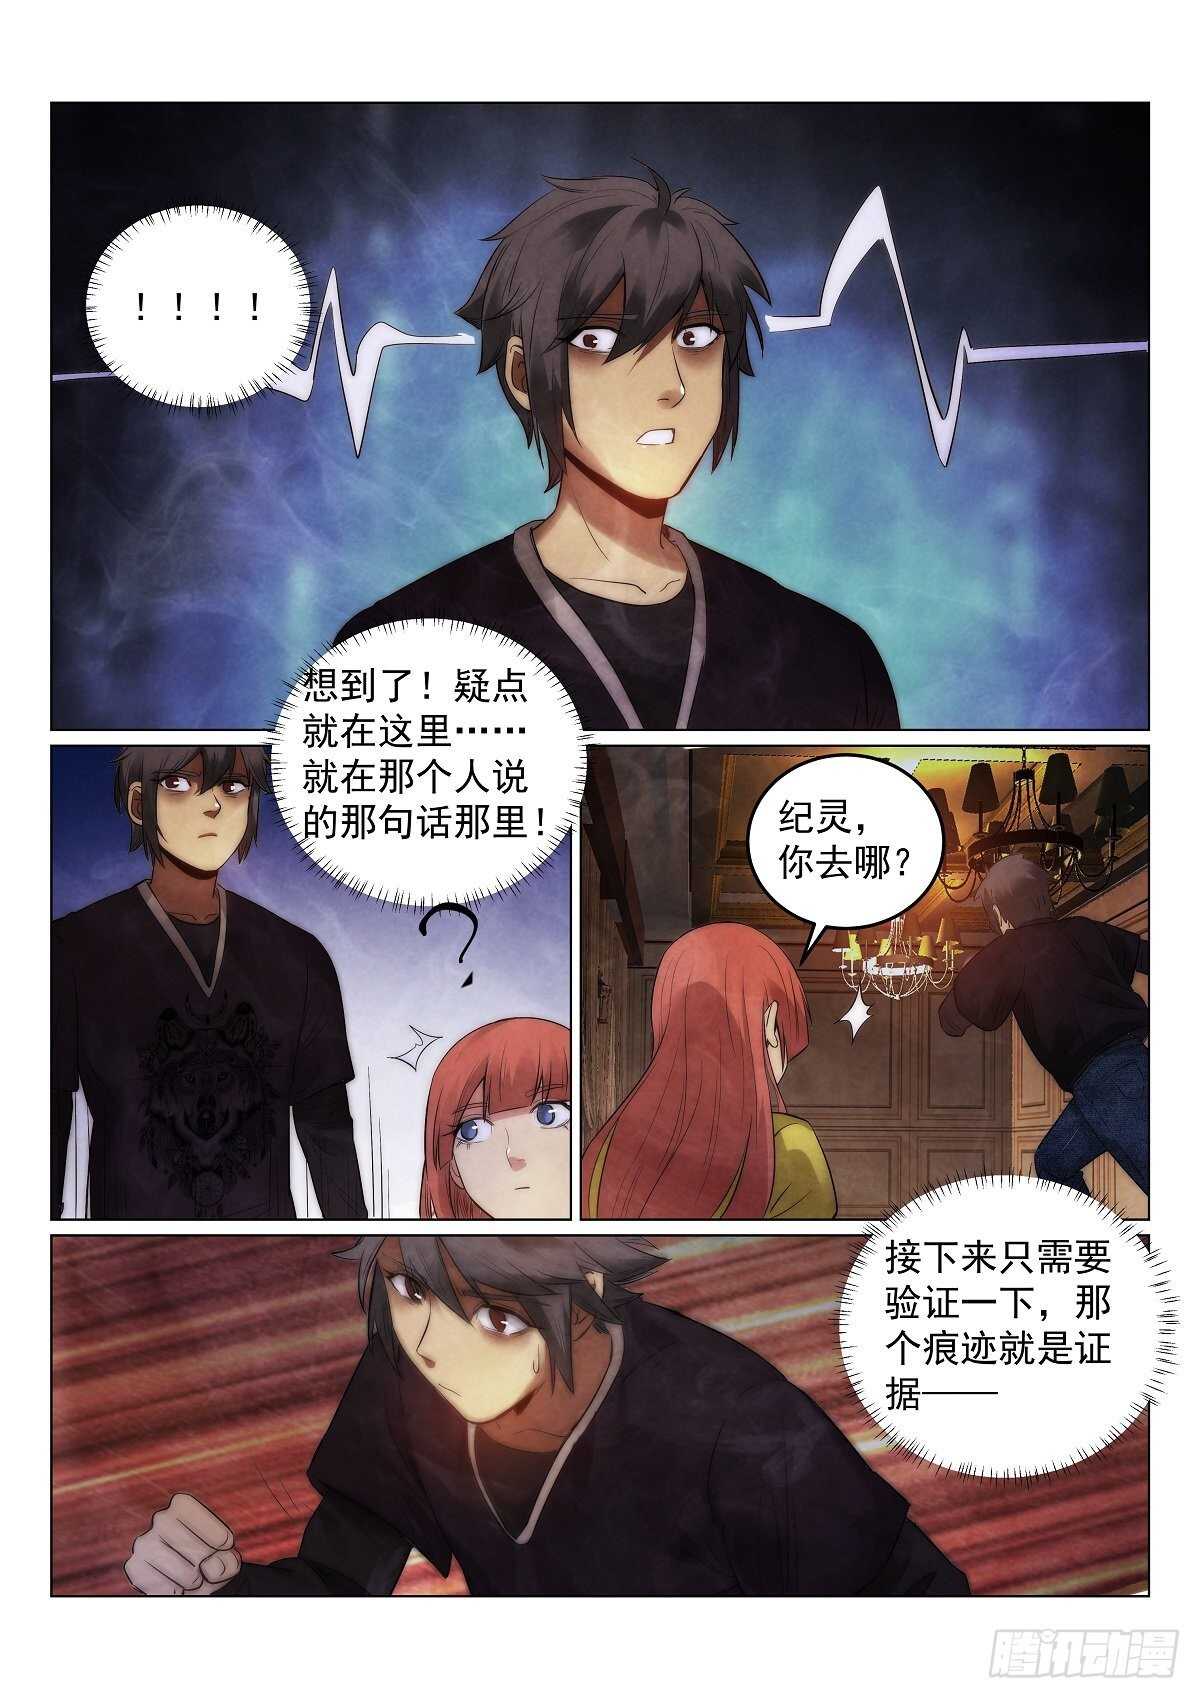 ！！！！
想到了！疑点
就在这里……
就在那个人说
的那句话那里！
？
纪灵，
你去哪？
接下来只需要
验证一下，那
个痕迹就是证
据——
腾讯动漫